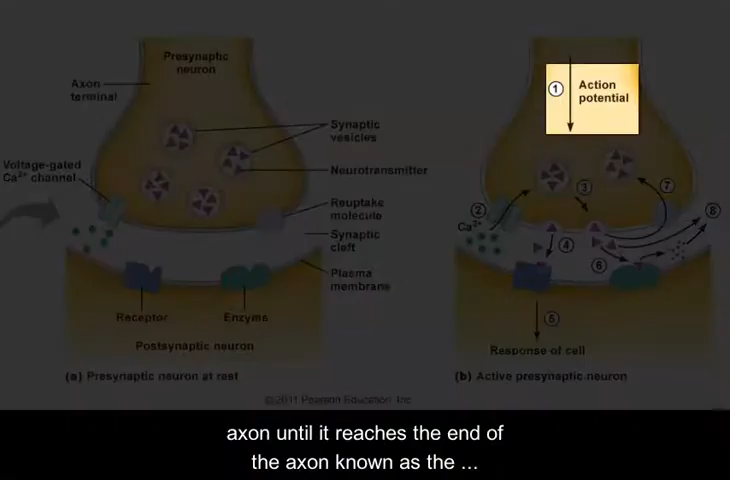 Presynaptic
neuron
Axon
terminal
Synaptic
vesicles
Voltage-gated
Ca2+ channel
Neurotransmitter
Reuptake
molecule
Synaptic
cleft
Plasma
membrane
Receptor
Enzyme
Postsynaptic neuron
(a) Presynaptic neuron at rest
1
Action
potential
2
Ca2+
3
7
8
4
6
5
Response of cell
(b) Active presynaptic neuron
© 2011 Pearson Education, Inc.
axon until it reaches the end of
the axon known as the ...